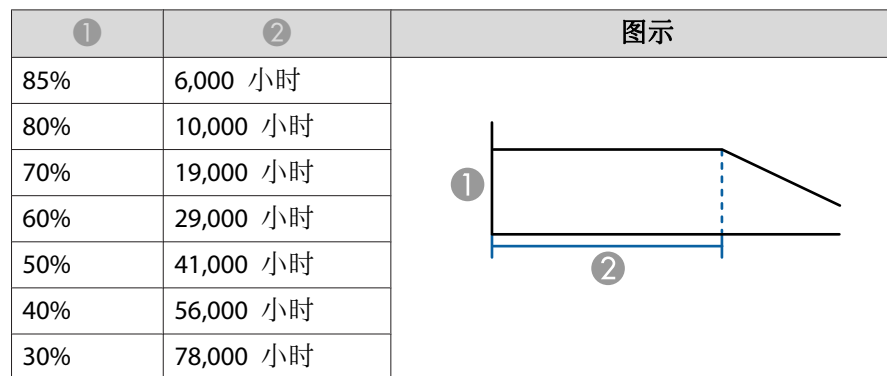 ❶ ❷ 图示
85% 6,000 小时
80% 10,000 小时
70% 19,000 小时
60% 29,000 小时
50% 41,000 小时
40% 56,000 小时
30% 78,000 小时
❶
❷